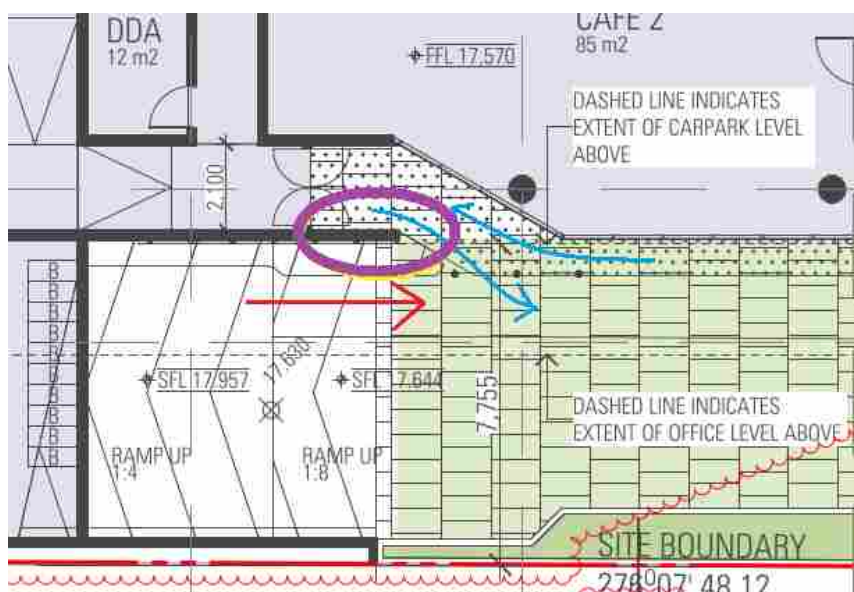 DDA
12 m2
CAFE 2
85 m2
FFL 17.570
DASHED LINE INDICATES
EXTENT OF CARPARK LEVEL
ABOVE
2,100
B
B
B
B
B
B
B
B
B
B
SFL 17.957
17.630
SFL 17.644
7,755
RAMP UP
1:4
RAMP UP
1:8
DASHED LINE INDICATES
EXTENT OF OFFICE LEVEL ABOVE
SITE BOUNDARY
276°07' 48.12